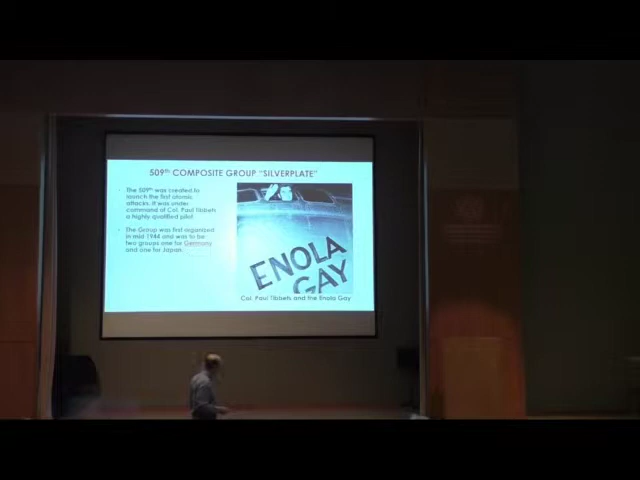 509th COMPOSITE GROUP "SILVERPLATE"
The 509th was created to
launch the first atomic
attacks. It was under
command of Col. Paul Tibbets
a highly qualified pilot
The Group was first organized
in mid 1944 and was to be
two groups one for Germany
and one for Japan.
ENOLA
GAY
Col. Paul Tibbets and the Enola Gay